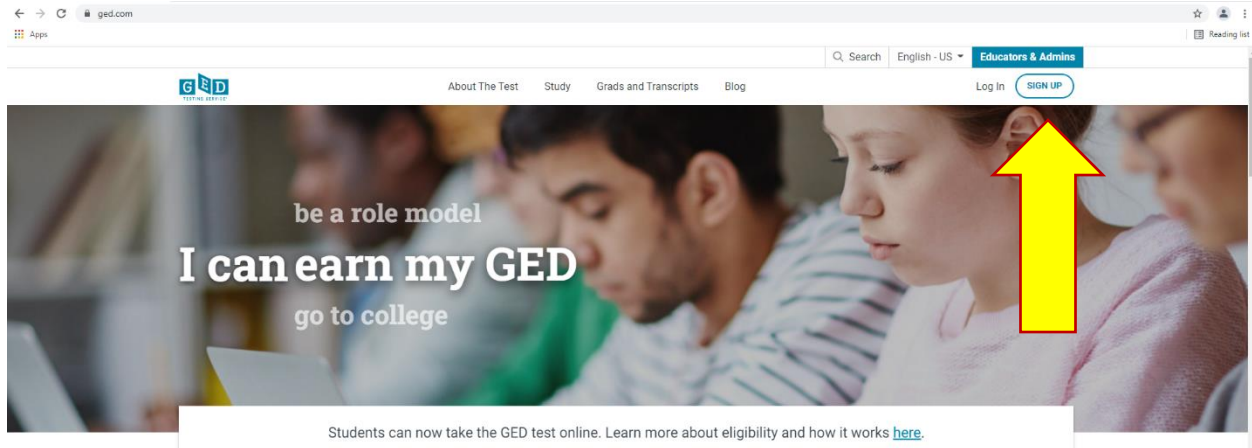 ged.com
Apps
Reading list
Search English - US Educators & Admins
GED
TESTING SERVICE
About The Test Study Grads and Transcripts Blog Log In SIGN UP
be a role model
I can earn my GED
go to college
Students can now take the GED test online. Learn more about eligibility and how it works here.